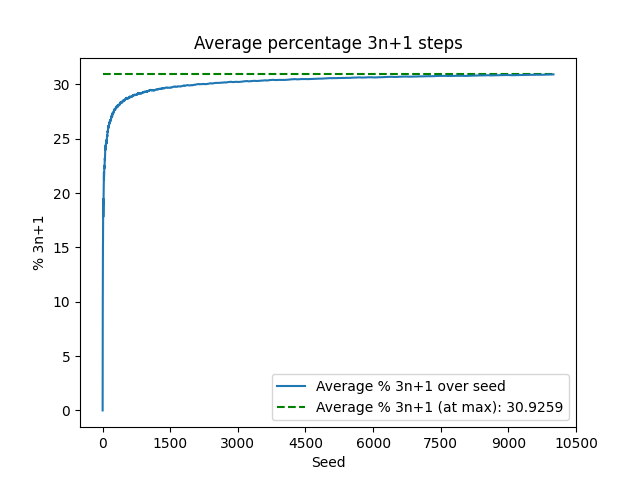 Average percentage 3n+1 steps
% 3n+1
30
25
20
15
10
5
0
Average % 3n+1 over seed
Average % 3n+1 (at max): 30.9259
0 1500 3000 4500 6000 7500 9000 10500
Seed